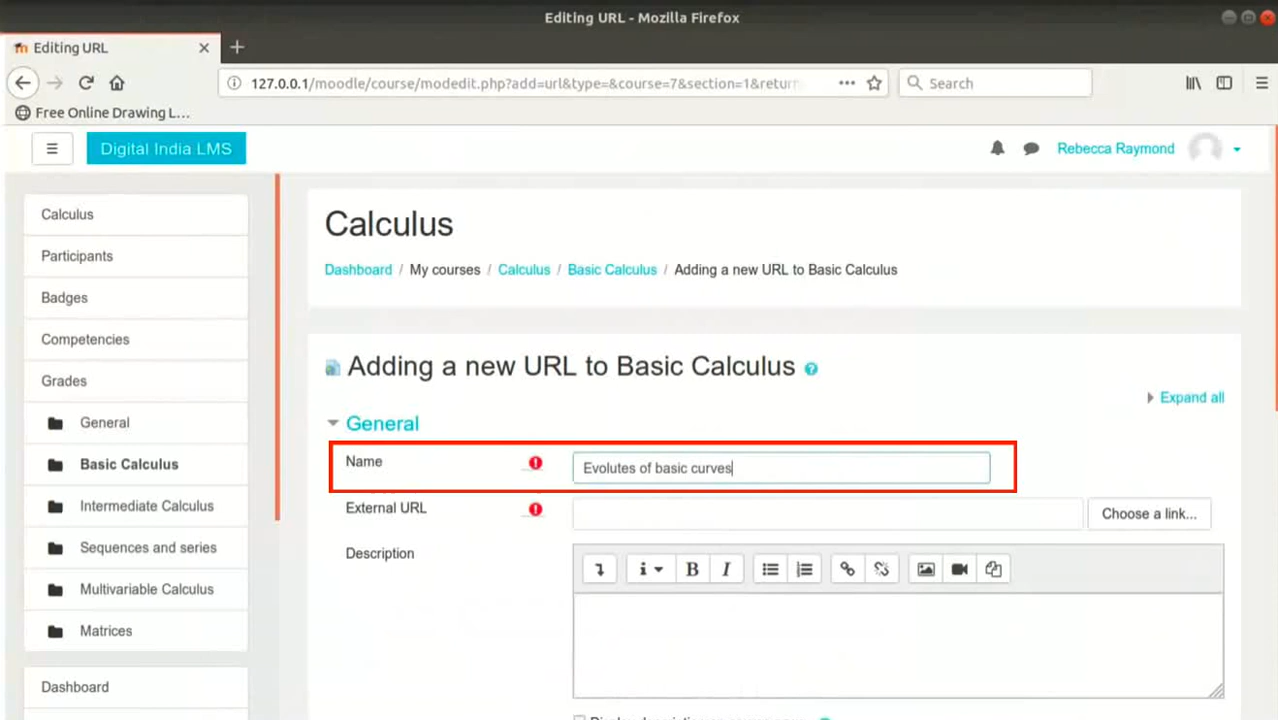 Editing URL - Mozilla Firefox
Editing URL
127.0.0.1/moodle/course/modedit.php?add=url&type=&course=7&section=1&return
Search
Free Online Drawing L...
Digital India LMS
Rebecca Raymond
Calculus
Participants
Badges
Competencies
Grades
General
Basic Calculus
Intermediate Calculus
Sequences and series
Multivariable Calculus
Matrices
Dashboard
Calculus
Dashboard / My courses / Calculus / Basic Calculus / Adding a new URL to Basic Calculus
Adding a new URL to Basic Calculus
Expand all
General
Name
Evolutes of basic curves
External URL
Choose a link...
Description